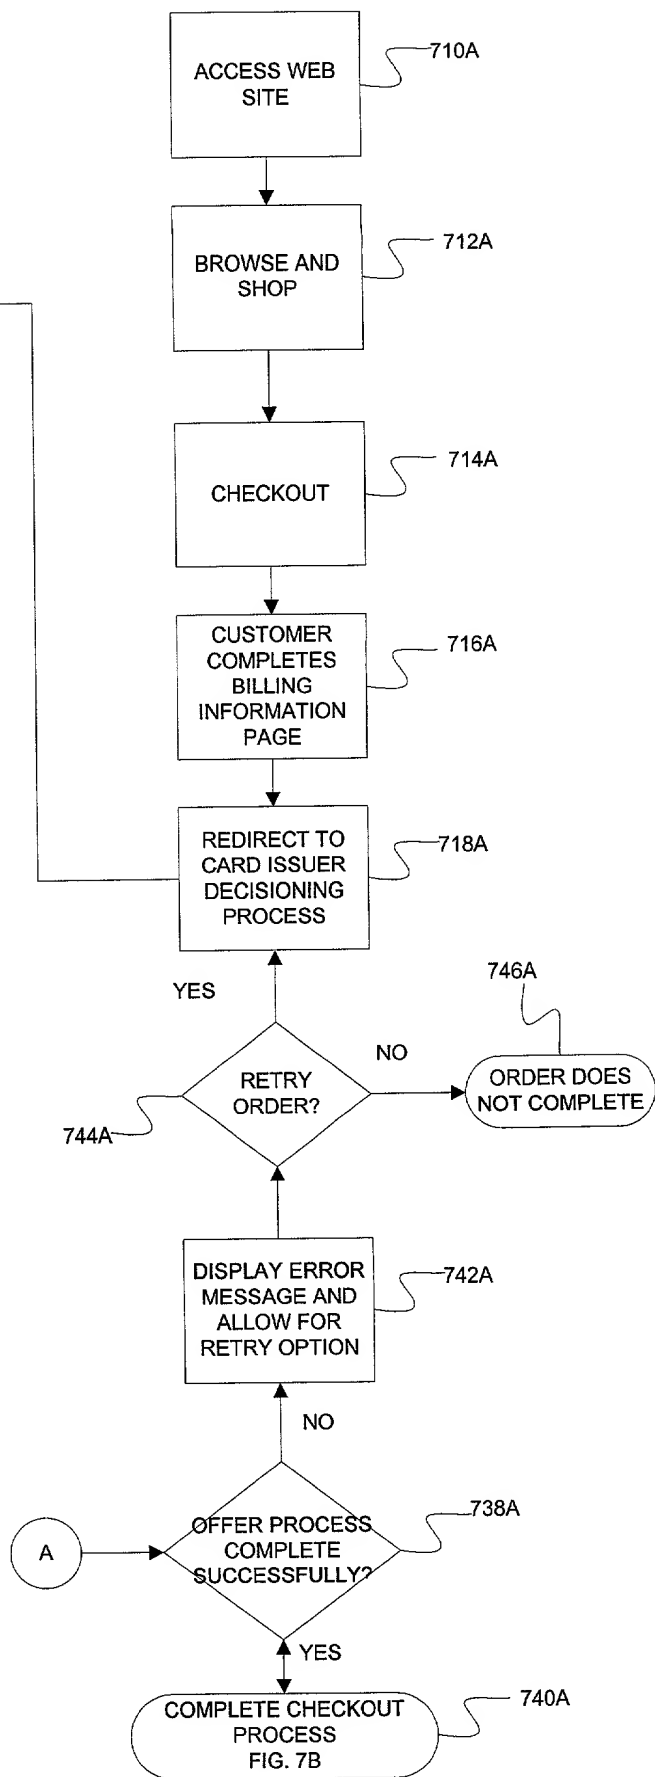 ACCESS WEB
SITE
710A
BROWSE AND
SHOP
712A
CHECKOUT
714A
CUSTOMER
COMPLETES
BILLING
INFORMATION
PAGE
716A
REDIRECT TO
CARD ISSUER
DECISIONING
PROCESS
718A
YES
746A
RETRY
ORDER?
NO
ORDER DOES
NOT COMPLETE
744A
DISPLAY ERROR
MESSAGE AND
ALLOW FOR
RETRY OPTION
742A
NO
A
OFFER PROCESS
COMPLETE
SUCCESSFULLY?
738A
YES
COMPLETE CHECKOUT
PROCESS
FIG. 7B
740A